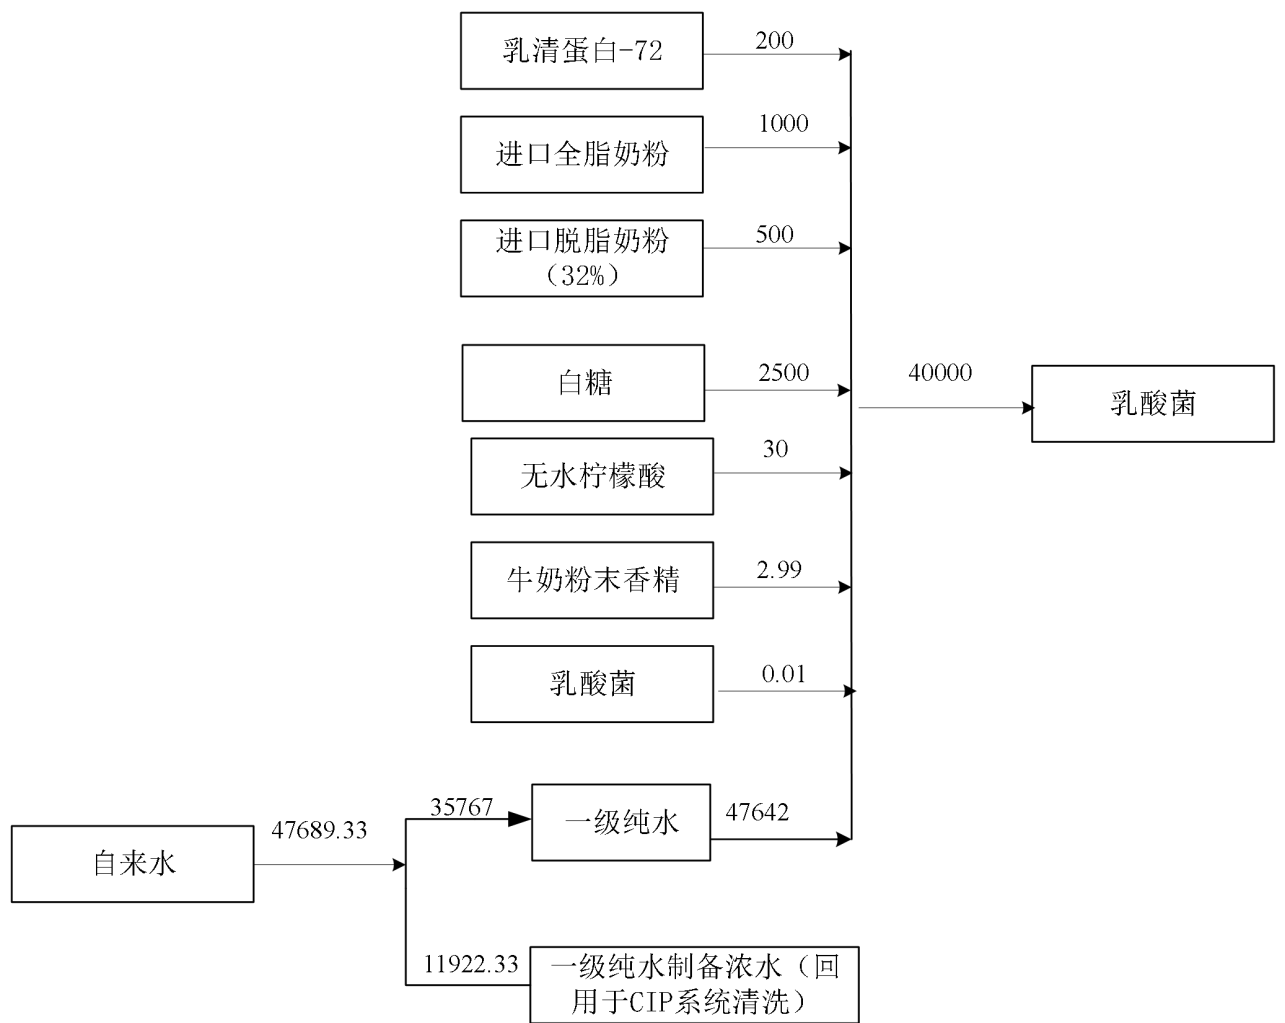 乳清蛋白-72
200
进口全脂奶粉
1000
进口脱脂奶粉
（32%）
500
白糖
2500
40000
乳酸菌
无水柠檬酸
30
牛奶粉末香精
2.99
乳酸菌
0.01
自来水
47689.33
35767
一级纯水
47642
11922.33
一级纯水制备浓水（回
用于CIP系统清洗）